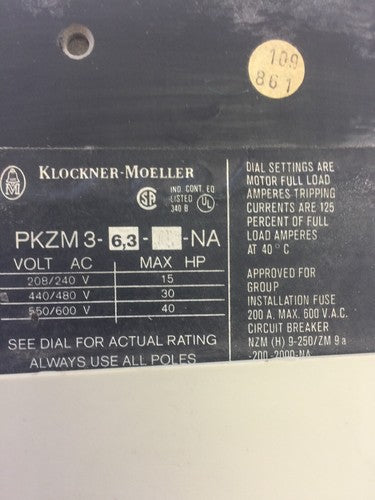 109
861
KLOCKNER-MOELLER
IND CONT. EQ
LISTED
340 B
PKZM 3- 6,3 - -NA
VOLT AC MAX HP
208/240 V 15
440/480 V 30
550/600 V 40
SEE DIAL FOR ACTUAL RATING
ALWAYS USE ALL POLES
DIAL SETTINGS ARE
MOTOR FULL LOAD
AMPERES TRIPPING
CURRENTS ARE 125
PERCENT OF FULL
LOAD AMPERES
AT 40° C
APPROVED FOR
GROUP
INSTALLATION FUSE
200 A. MAX. 600 V.A.C.
CIRCUIT BREAKER
NZM (H) 9-250/ZM 9 a
-200-2000-NA